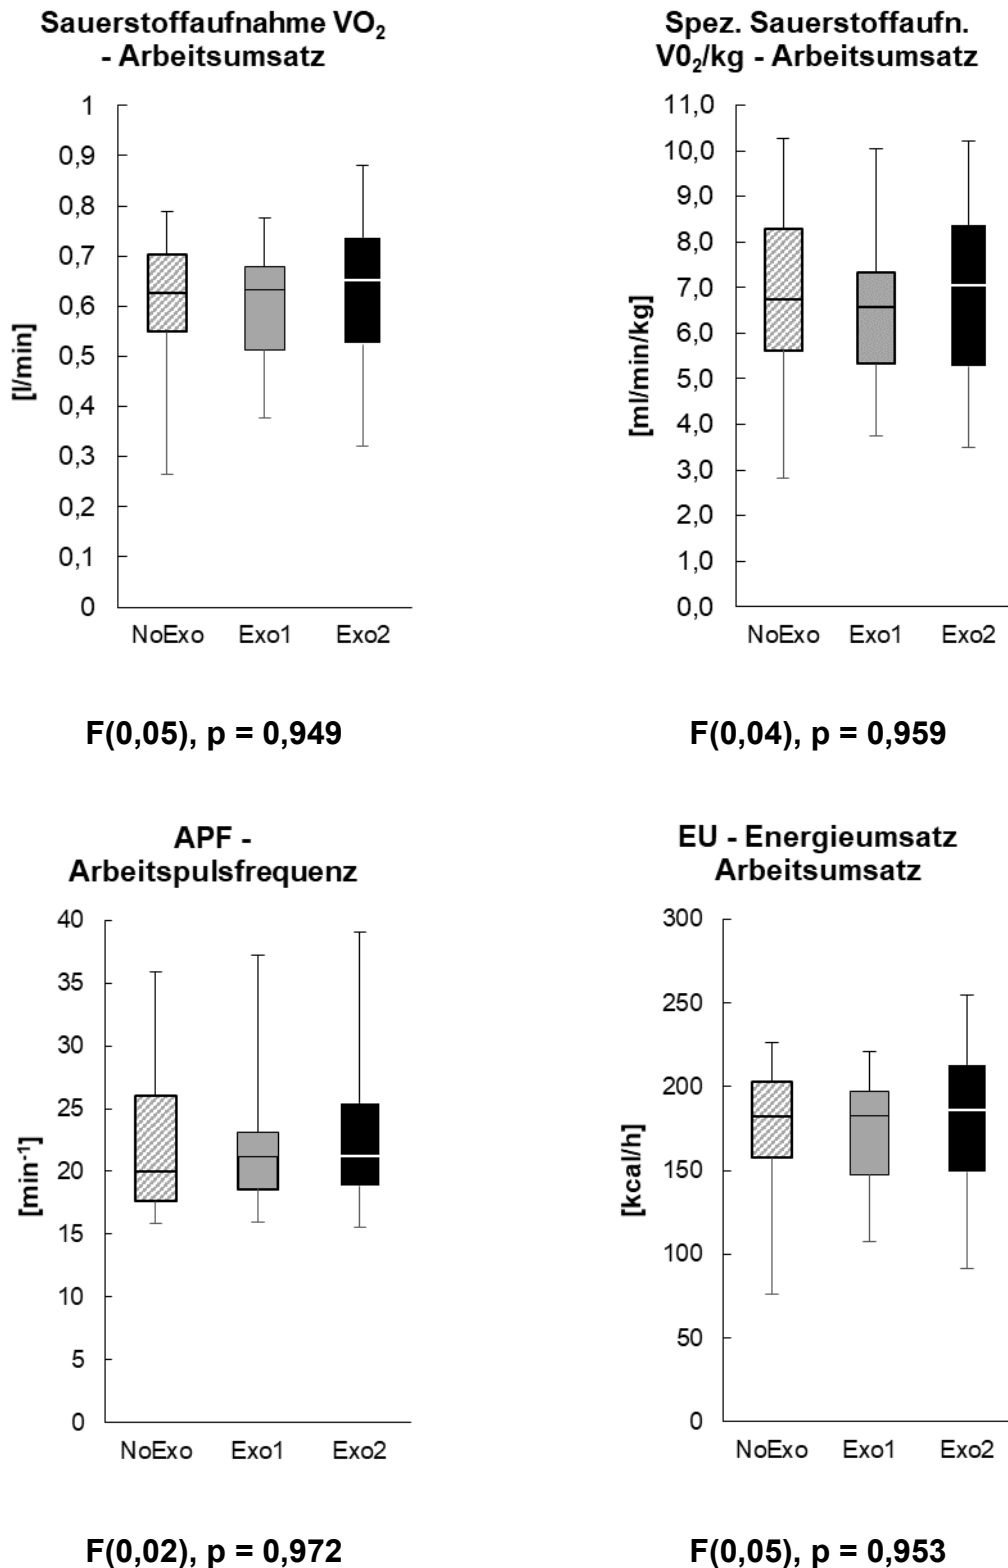 Sauerstoffaufnahme VO₂
- Arbeitsumsatz
[l/min]
1
0,9
0,8
0,7
0,6
0,5
0,4
0,3
0,2
0,1
0
NoExo Exo1 Exo2
F(0,05), p = 0,949
Spez. Sauerstoffaufn.
V0₂/kg - Arbeitsumsatz
[ml/min/kg]
11,0
10,0
9,0
8,0
7,0
6,0
5,0
4,0
3,0
2,0
1,0
0,0
NoExo Exo1 Exo2
F(0,04), p = 0,959
APF -
Arbeitspulsfrequenz
[min⁻¹]
40
35
30
25
20
15
10
5
0
NoExo Exo1 Exo2
F(0,02), p = 0,972
EU - Energieumsatz
Arbeitsumsatz
[kcal/h]
300
250
200
150
100
50
0
NoExo Exo1 Exo2
F(0,05), p = 0,953